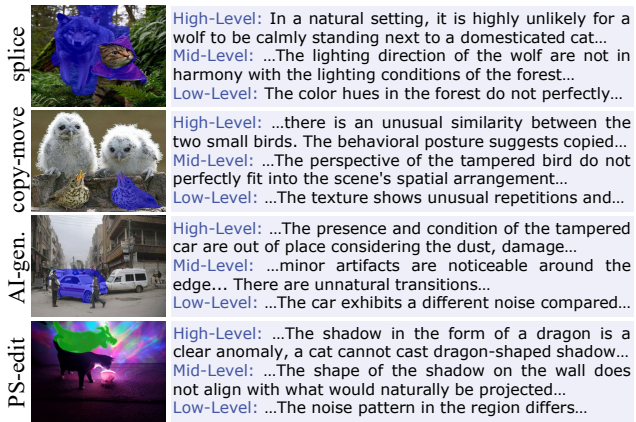 splice
High-Level: In a natural setting, it is highly unlikely for a
wolf to be calmly standing next to a domesticated cat...
Mid-Level: ...The lighting direction of the wolf are not in
harmony with the lighting conditions of the forest...
Low-Level: The color hues in the forest do not perfectly...
copy-move
High-Level: ...there is an unusual similarity between the
two small birds. The behavioral posture suggests copied...
Mid-Level: ...The perspective of the tampered bird do not
perfectly fit into the scene's spatial arrangement...
Low-Level: ...The texture shows unusual repetitions and...
AI-gen.
High-Level: ...The presence and condition of the tampered
car are out of place considering the dust, damage...
Mid-Level: ...minor artifacts are noticeable around the
edge... There are unnatural transitions...
Low-Level: ...The car exhibits a different noise compared...
PS-edit
High-Level: ...The shadow in the form of a dragon is a
clear anomaly, a cat cannot cast dragon-shaped shadow...
Mid-Level: ...The shape of the shadow on the wall does
not align with what would naturally be projected...
Low-Level: ...The noise pattern in the region differs...